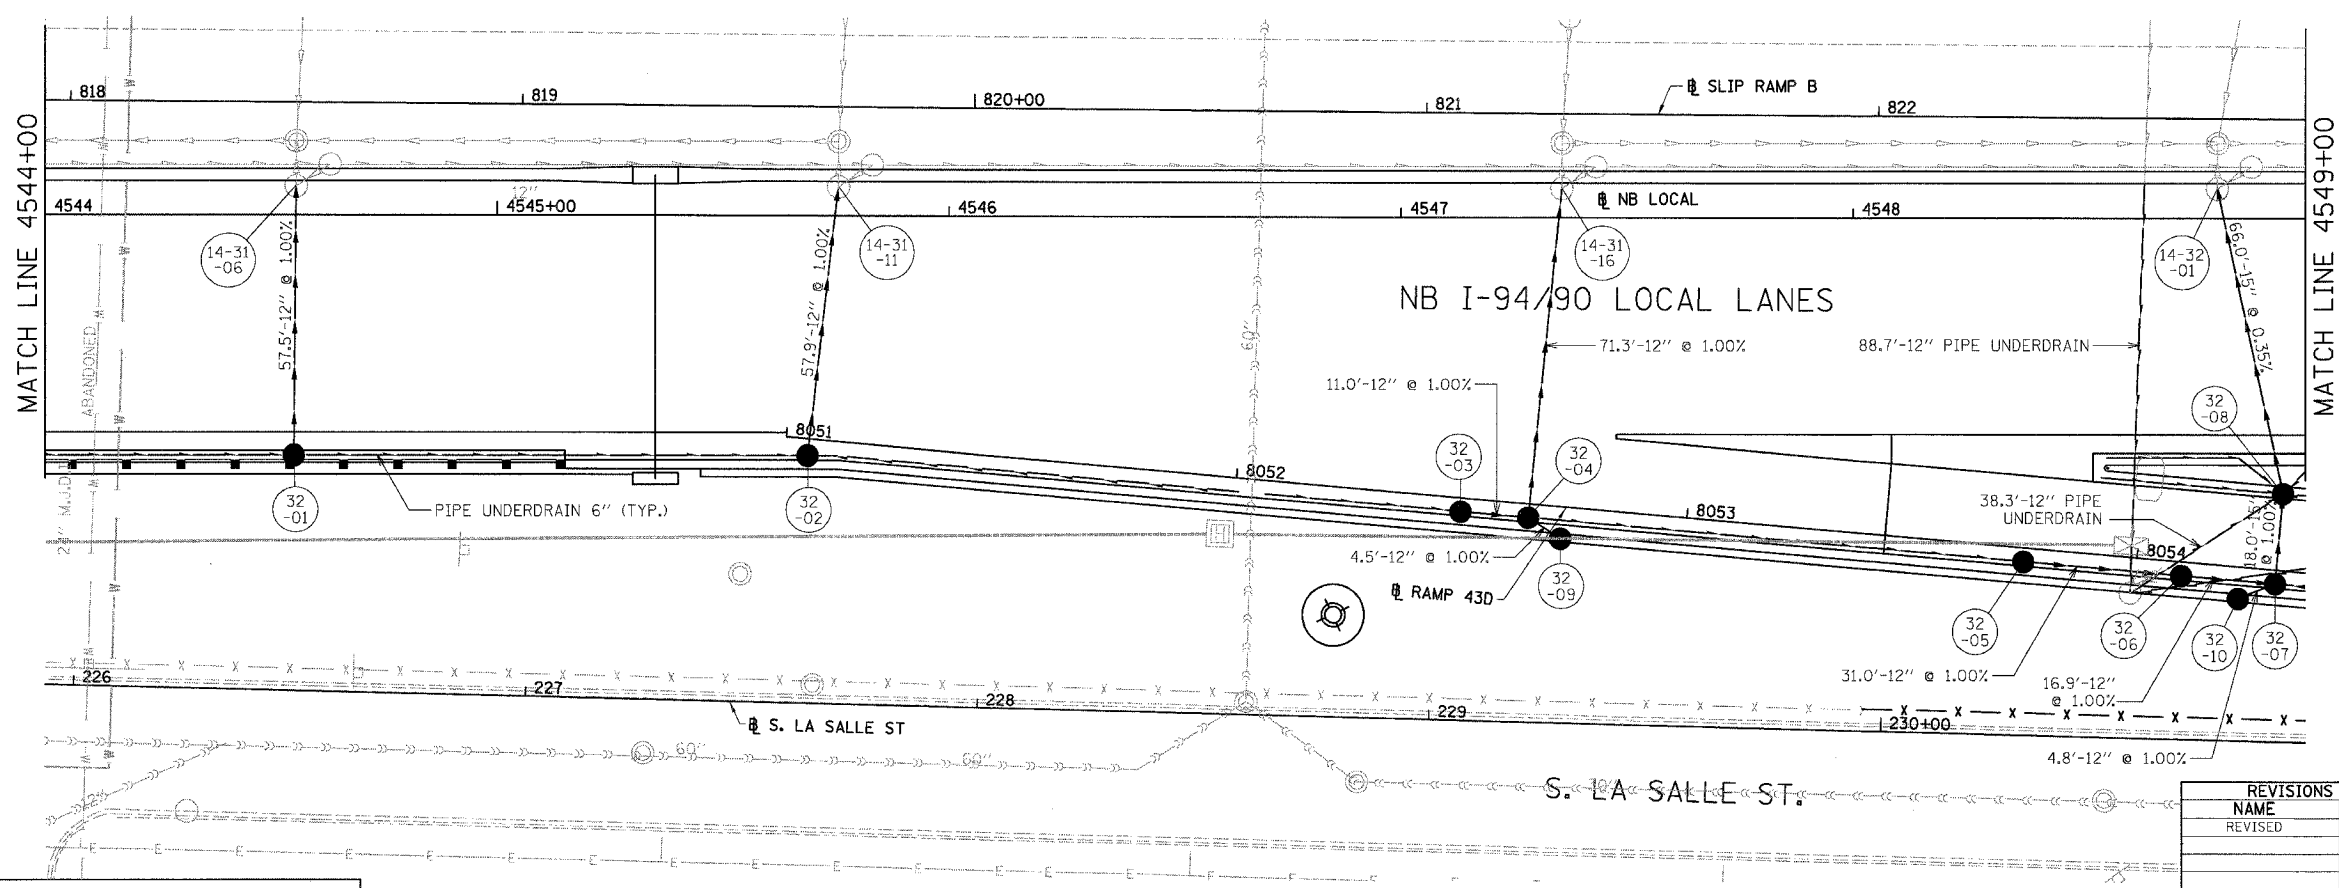 818
819
820+00
821
822
℄ SLIP RAMP B
MATCH LINE 4544+00
MATCH LINE 4549+00
12"
4544
4545+00
4546
4547
4548
℄ NB LOCAL
14-31
-06
14-31
-11
14-31
-16
14-32
-01
57.5'-12" @ 1.00%
57.9'-12" @ 1.00%
66.0'-15" @ 0.35%
NB I-94/90 LOCAL LANES
60"
71.3'-12" @ 1.00%
88.7'-12" PIPE UNDERDRAIN
11.0'-12" @ 1.00%
ABANDONED
W
M
8051
8052
8053
8054
32
-01
32
-02
32
-03
32
-04
32
-08
PIPE UNDERDRAIN 6" (TYP.)
38.3'-12" PIPE
UNDERDRAIN
18.0'-15"
@ 1.00%
4.5'-12" @ 1.00%
℄ RAMP 43D
32
-09
32
-05
32
-06
32
-10
32
-07
31.0'-12" @ 1.00%
16.9'-12"
@ 1.00%
4.8'-12" @ 1.00%
226
227
228
229
230+00
℄ S. LA SALLE ST
60"
60"
12"
S. LA SALLE ST.
E
REVISIONS
NAME
REVISED